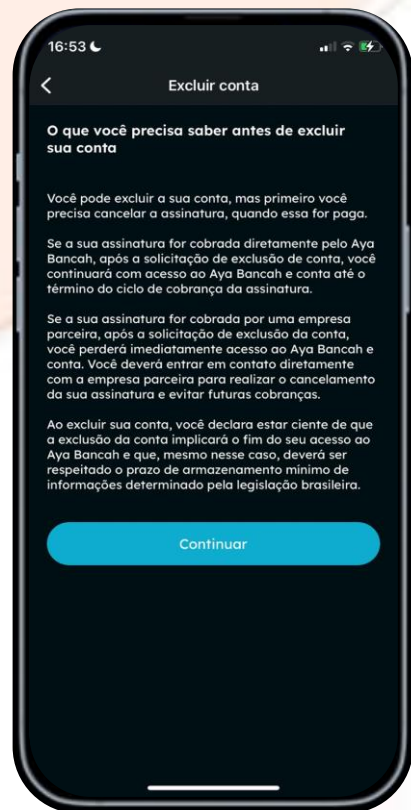 16:53
Excluir conta
O que você precisa saber antes de excluir
sua conta
Você pode excluir a sua conta, mas primeiro você
precisa cancelar a assinatura, quando essa for paga.
Se a sua assinatura for cobrada diretamente pelo Aya
Bancah, após a solicitação de exclusão de conta, você
continuará com acesso ao Aya Bancah e conta até o
término do ciclo de cobrança da assinatura.
Se a sua assinatura for cobrada por uma empresa
parceira, após a solicitação de exclusão da conta,
você perderá imediatamente acesso ao Aya Bancah e
conta. Você deverá entrar em contato diretamente
com a empresa parceira para realizar o cancelamento
da sua assinatura e evitar futuras cobranças.
Ao excluir sua conta, você declara estar ciente de que
a exclusão da conta implicará o fim do seu acesso ao
Aya Bancah e que, mesmo nesse caso, deverá ser
respeitado o prazo de armazenamento mínimo de
informações determinado pela legislação brasileira.
Continuar